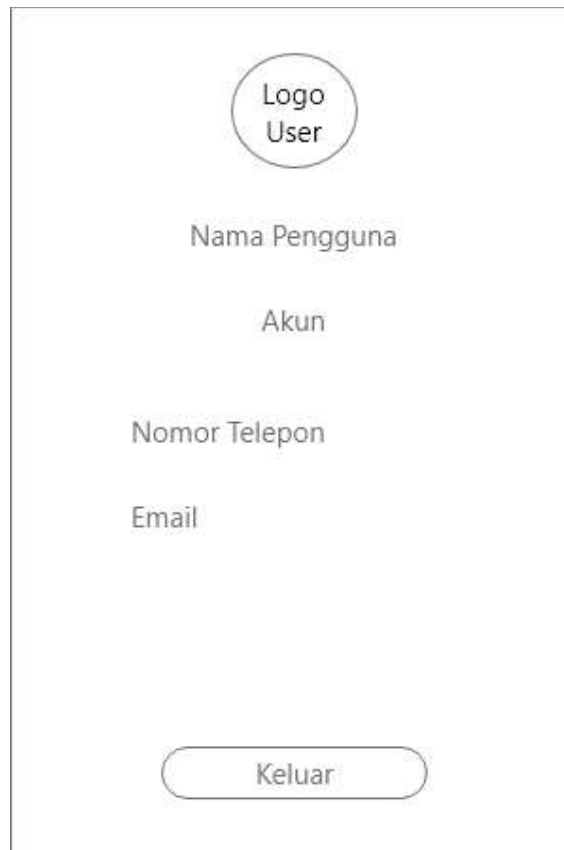 Logo
User
Nama Pengguna
Akun
Nomor Telepon
Email
Keluar